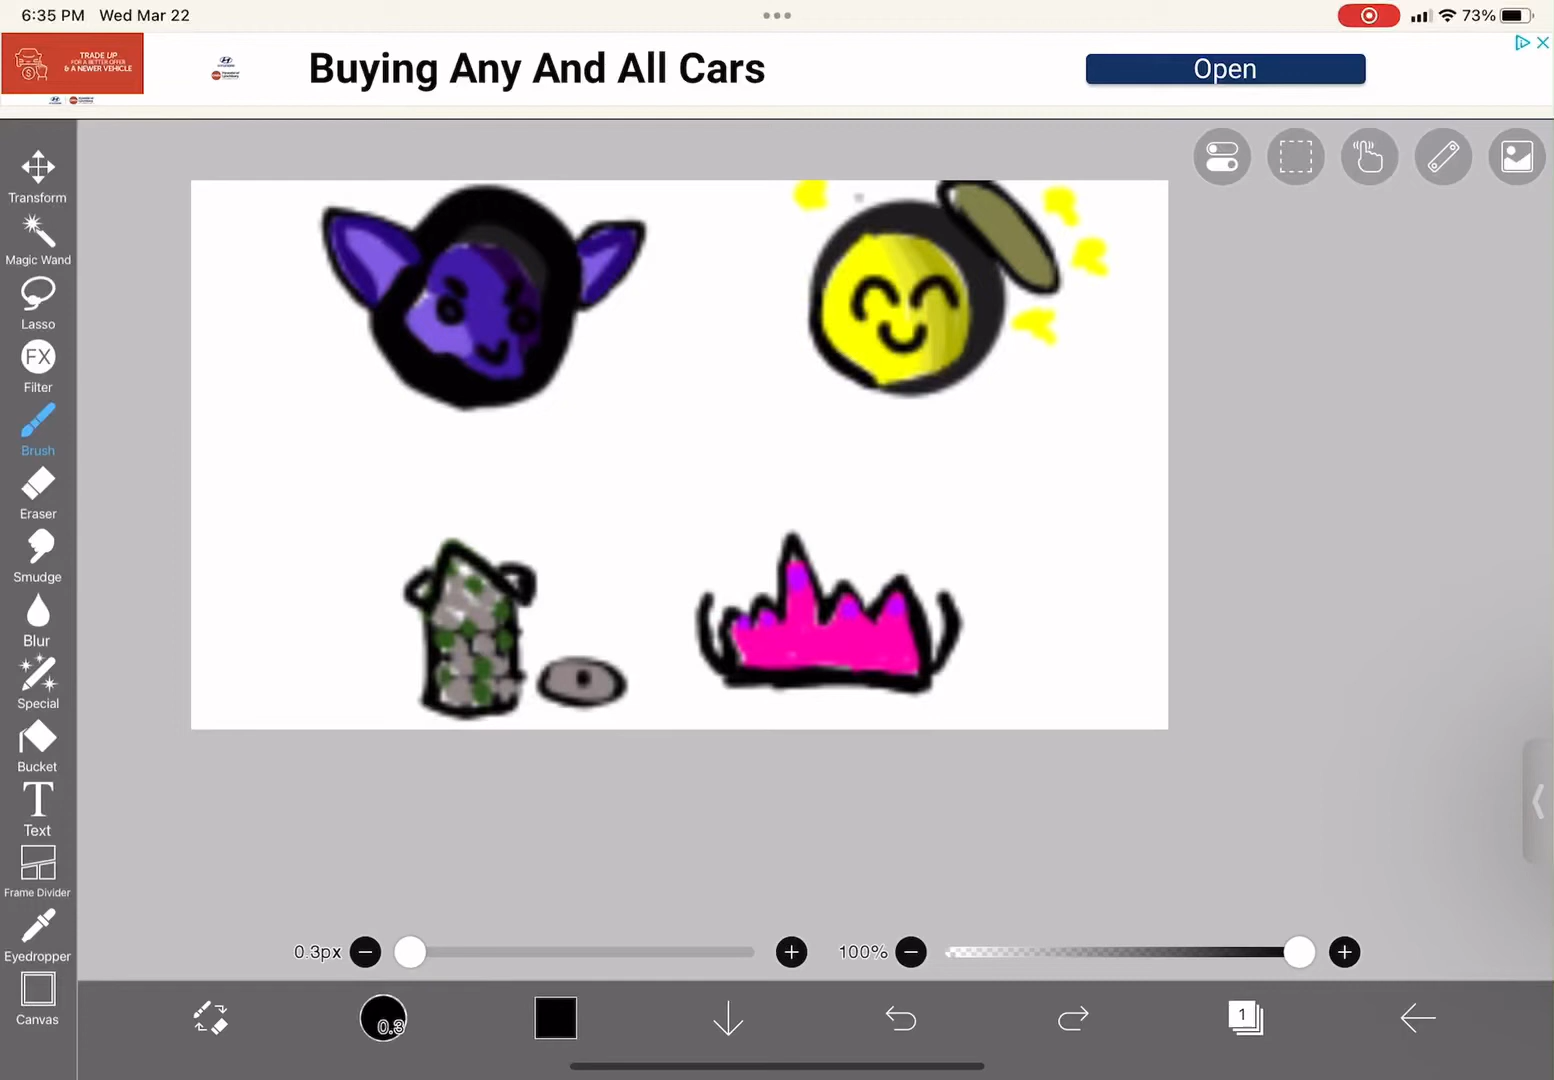 6:35 PM Wed Mar 22
73%
TRADE UP
FOR A BETTER OFFER
& A NEWER VEHICLE
Buying Any And All Cars
Open
Transform
Magic Wand
Lasso
FX
Filter
Brush
Eraser
Smudge
Blur
Special
Bucket
T
Text
Frame Divider
Eyedropper
Canvas
0.3px
100%
0.3
1